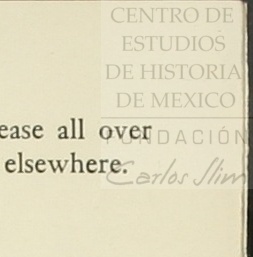 CENTRO DE
ESTUDIOS
DE HISTORIA
DE MEXICO
FUNDACIÓN
Carlos Slim
ease all over
elsewhere.